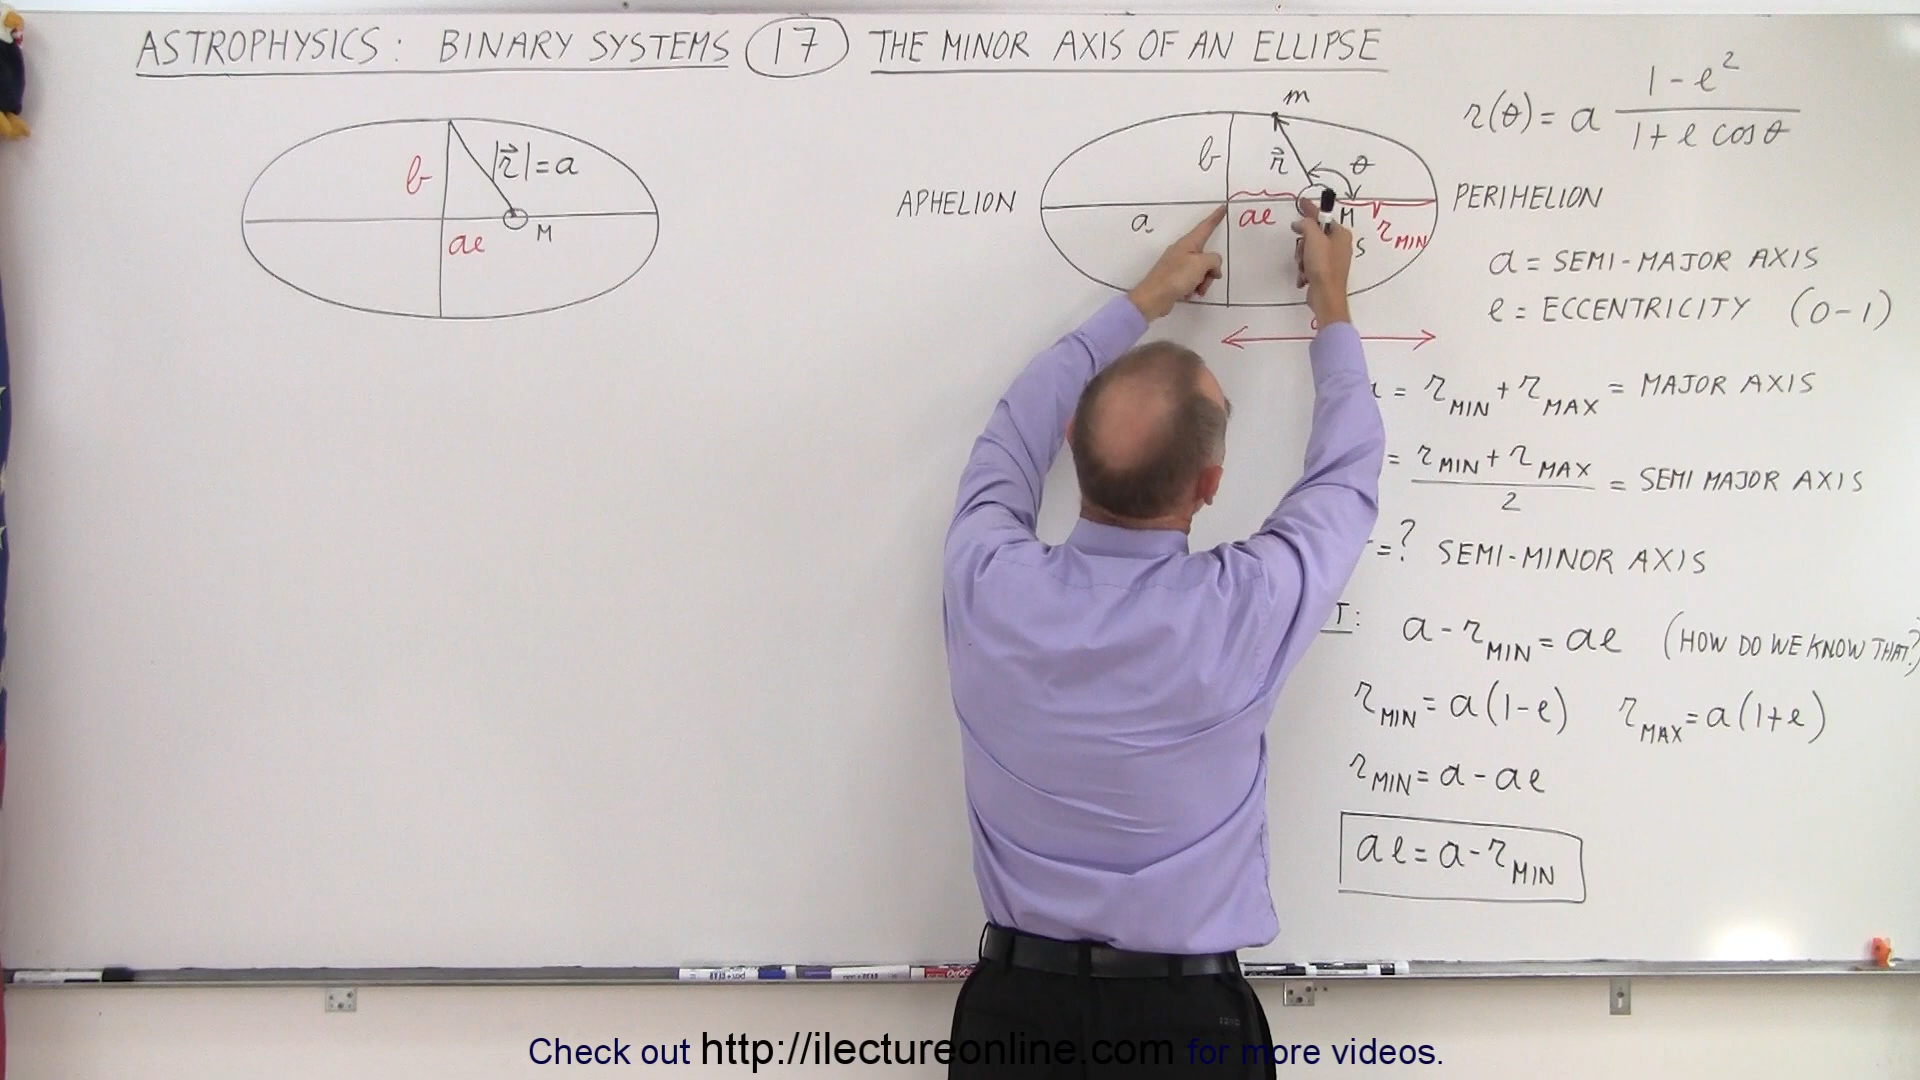 ASTROPHYSICS: BINARY SYSTEMS 17 THE MINOR AXIS OF AN ELLIPSE
r(θ) = a (1 - e²) / (1 + e cos θ)
b
|r⃗| = a
ae
M
m
b
r⃗
θ
APHELION
PERIHELION
a
ae
M
r MIN
a = SEMI-MAJOR AXIS
e = ECCENTRICITY (0-1)
= r MIN + r MAX = MAJOR AXIS
= (r MIN + r MAX) / 2 = SEMI MAJOR AXIS
=? SEMI-MINOR AXIS
T: a - r MIN = ae (HOW DO WE KNOW THAT?)
r MIN = a(1-e) r MAX = a(1+e)
r MIN = a - ae
ae = a - r MIN
Check out http://ilectureonline.com for more videos.